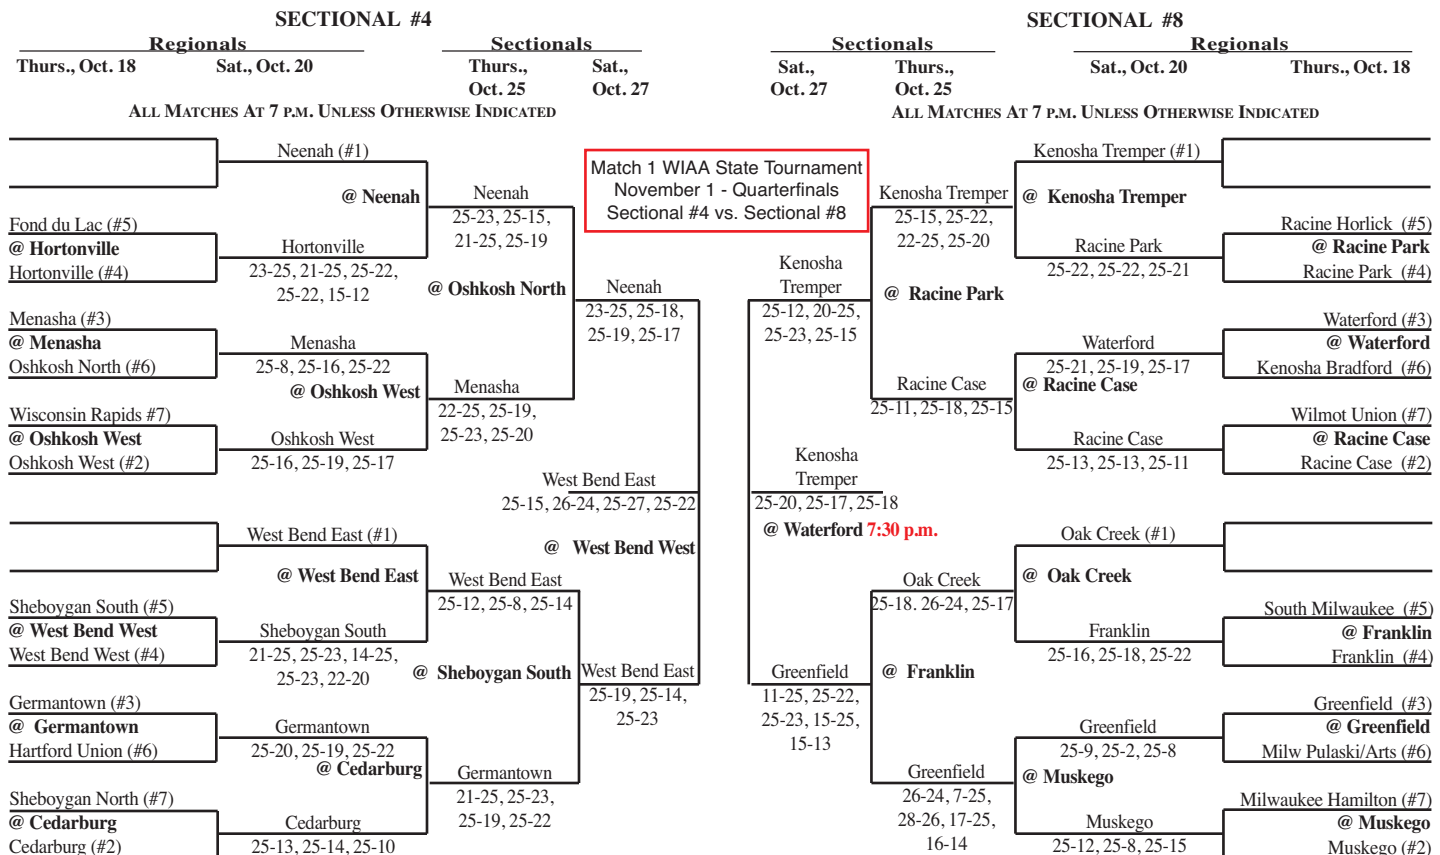 SECTIONAL #4
Regionals
Sectionals
Thurs., Oct. 18
Sat., Oct. 20
Thurs.,
Oct. 25
Sat.,
Oct. 27
ALL MATCHES AT 7 P.M. UNLESS OTHERWISE INDICATED
Neenah (#1)
@ Neenah
Fond du Lac (#5)
@ Hortonville
Hortonville (#4)
Hortonville
23-25, 21-25, 25-22,
25-22, 15-12
Neenah
25-23, 25-15,
21-25, 25-19
@ Oshkosh North
Menasha (#3)
@ Menasha
Oshkosh North (#6)
Menasha
25-8, 25-16, 25-22
@ Oshkosh West
Wisconsin Rapids #7)
@ Oshkosh West
Oshkosh West (#2)
Oshkosh West
25-16, 25-19, 25-17
Menasha
22-25, 25-19,
25-23, 25-20
Neenah
23-25, 25-18,
25-19, 25-17
West Bend East
25-15, 26-24, 25-27, 25-22
@ West Bend West
West Bend East (#1)
@ West Bend East
Sheboygan South (#5)
@ West Bend West
West Bend West (#4)
Sheboygan South
21-25, 25-23, 14-25,
25-23, 22-20
West Bend East
25-12, 25-8, 25-14
@ Sheboygan South
Germantown (#3)
@ Germantown
Hartford Union (#6)
Germantown
25-20, 25-19, 25-22
@ Cedarburg
Sheboygan North (#7)
@ Cedarburg
Cedarburg (#2)
Cedarburg
25-13, 25-14, 25-10
Germantown
21-25, 25-23,
25-19, 25-22
West Bend East
25-19, 25-14,
25-23
Match 1 WIAA State Tournament
November 1 - Quarterfinals
Sectional #4 vs. Sectional #8
SECTIONAL #8
Sectionals
Regionals
Sat.,
Oct. 27
Thurs.,
Oct. 25
Sat., Oct. 20
Thurs., Oct. 18
ALL MATCHES AT 7 P.M. UNLESS OTHERWISE INDICATED
Kenosha Tremper (#1)
@ Kenosha Tremper
Racine Horlick (#5)
@ Racine Park
Racine Park (#4)
Racine Park
25-22, 25-22, 25-21
Kenosha Tremper
25-15, 25-22,
22-25, 25-20
@ Racine Park
Waterford (#3)
@ Waterford
Kenosha Bradford (#6)
Waterford
25-21, 25-19, 25-17
@ Racine Case
Wilmot Union (#7)
@ Racine Case
Racine Case (#2)
Racine Case
25-13, 25-13, 25-11
Racine Case
25-11, 25-18, 25-15
Kenosha
Tremper
25-12, 20-25,
25-23, 25-15
Kenosha
Tremper
25-20, 25-17, 25-18
@ Waterford 7:30 p.m.
Oak Creek (#1)
@ Oak Creek
South Milwaukee (#5)
@ Franklin
Franklin (#4)
Franklin
25-16, 25-18, 25-22
Oak Creek
25-18. 26-24, 25-17
@ Franklin
Greenfield (#3)
@ Greenfield
Milw Pulaski/Arts (#6)
Greenfield
25-9, 25-2, 25-8
@ Muskego
Milwaukee Hamilton (#7)
@ Muskego
Muskego (#2)
Muskego
25-12, 25-8, 25-15
Greenfield
26-24, 7-25,
28-26, 17-25,
16-14
Greenfield
11-25, 25-22,
25-23, 15-25,
15-13